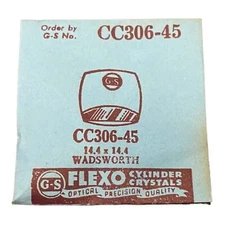 Order by
G-S No.
CC306-45
G-S
CC306-45
14.4 x 14.4
WADSWORTH
G-S FLEXO CYLINDER
CRYSTALS
OPTICAL PRECISION QUALITY